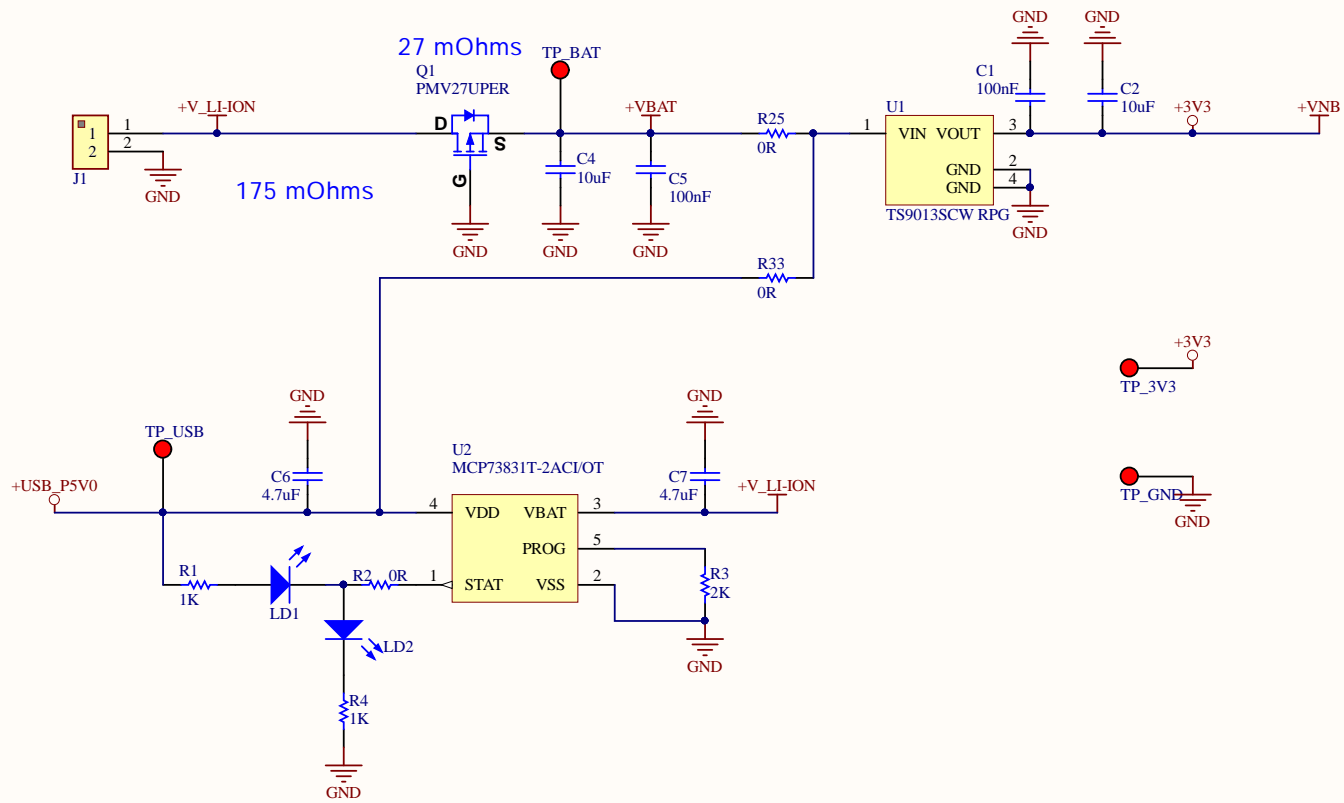 27 mOhms
TP_BAT
Q1
PMV27UPER
+V_LI-ION
D
S
G
+VBAT
1
2
1
2
J1
GND
175 mOhms
GND
C4
10uF
GND
C5
100nF
GND
R25
0R
R33
0R
U1
1
VIN
VOUT
3
GND
2
GND
4
TS9013SCW RPG
GND
GND
C1
100nF
GND
C2
10uF
+3V3
+VNB
+3V3
TP_3V3
TP_GND
GND
TP_USB
+USB_P5V0
GND
C6
4.7uF
U2
MCP73831T-2ACI/OT
4
VDD
VBAT
3
PROG
5
1
STAT
VSS
2
GND
C7
4.7uF
+V_LI-ION
R3
2K
GND
R1
1K
LD1
R2
0R
LD2
R4
1K
GND